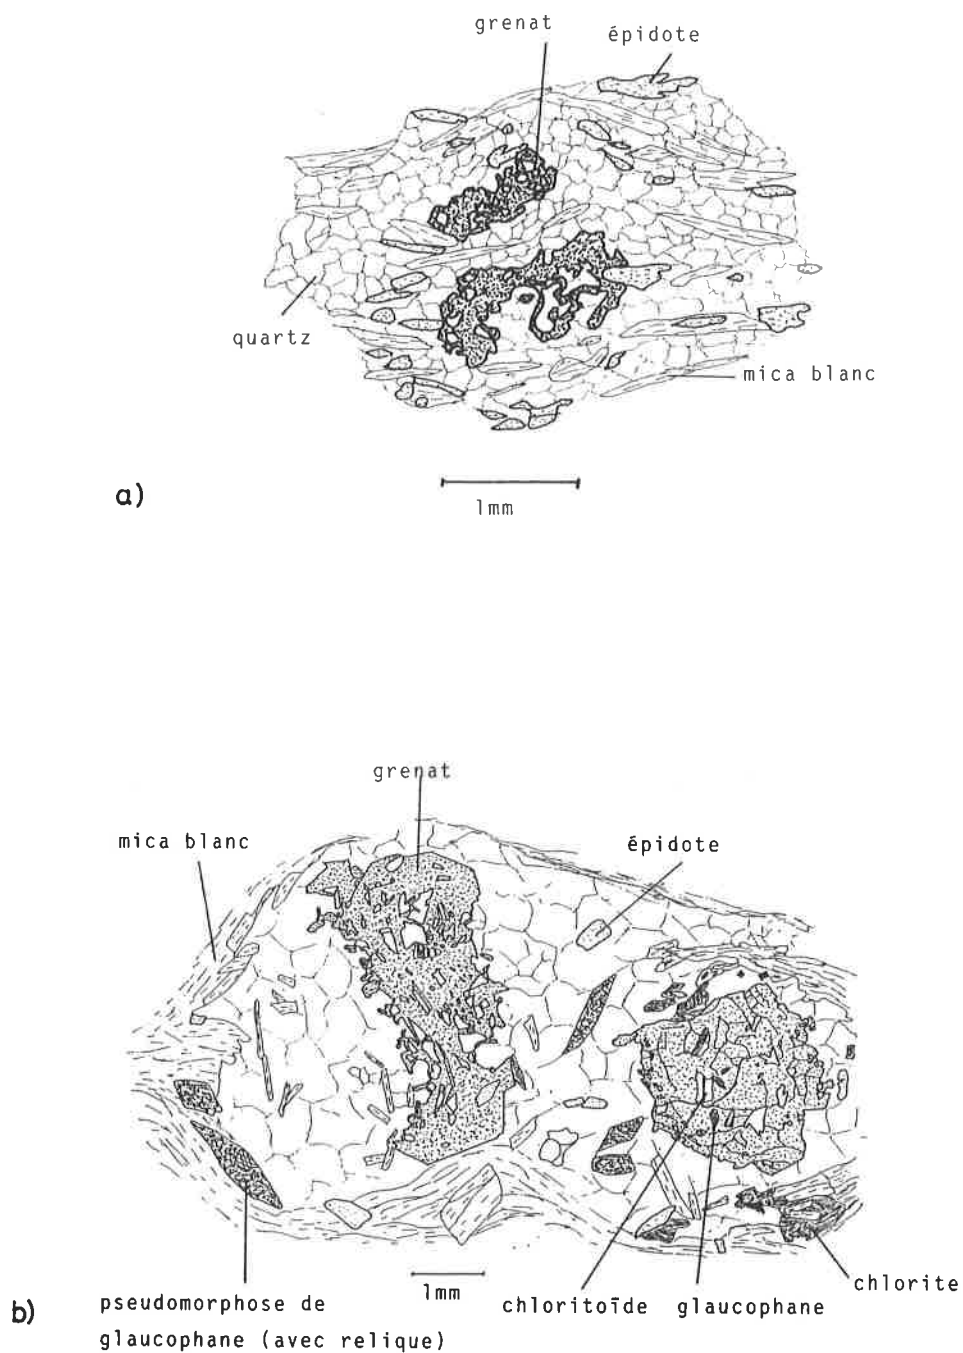 grenat
épidote
quartz
mica blanc
a)
1mm
grenat
mica blanc
épidote
1mm
chlorite
chloritoïde
glaucophane
b)
pseudomorphose de
glaucophane (avec relique)